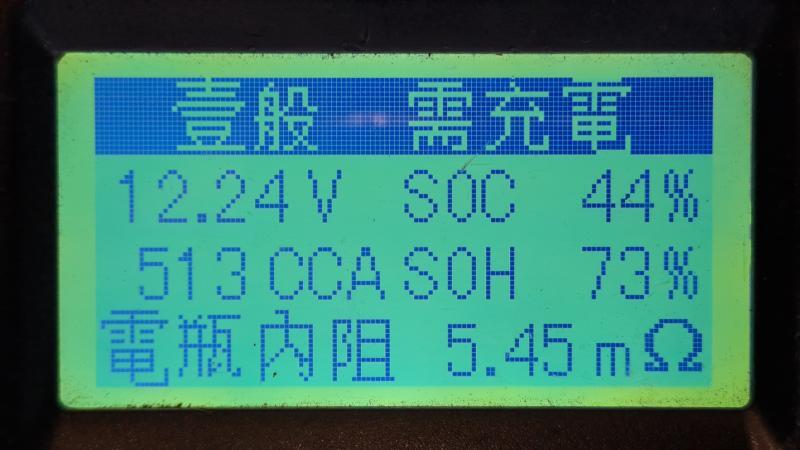 壹般 需充電
12.24V SOC 44%
513CCA SOH 73%
電瓶內阻 5.45mΩ